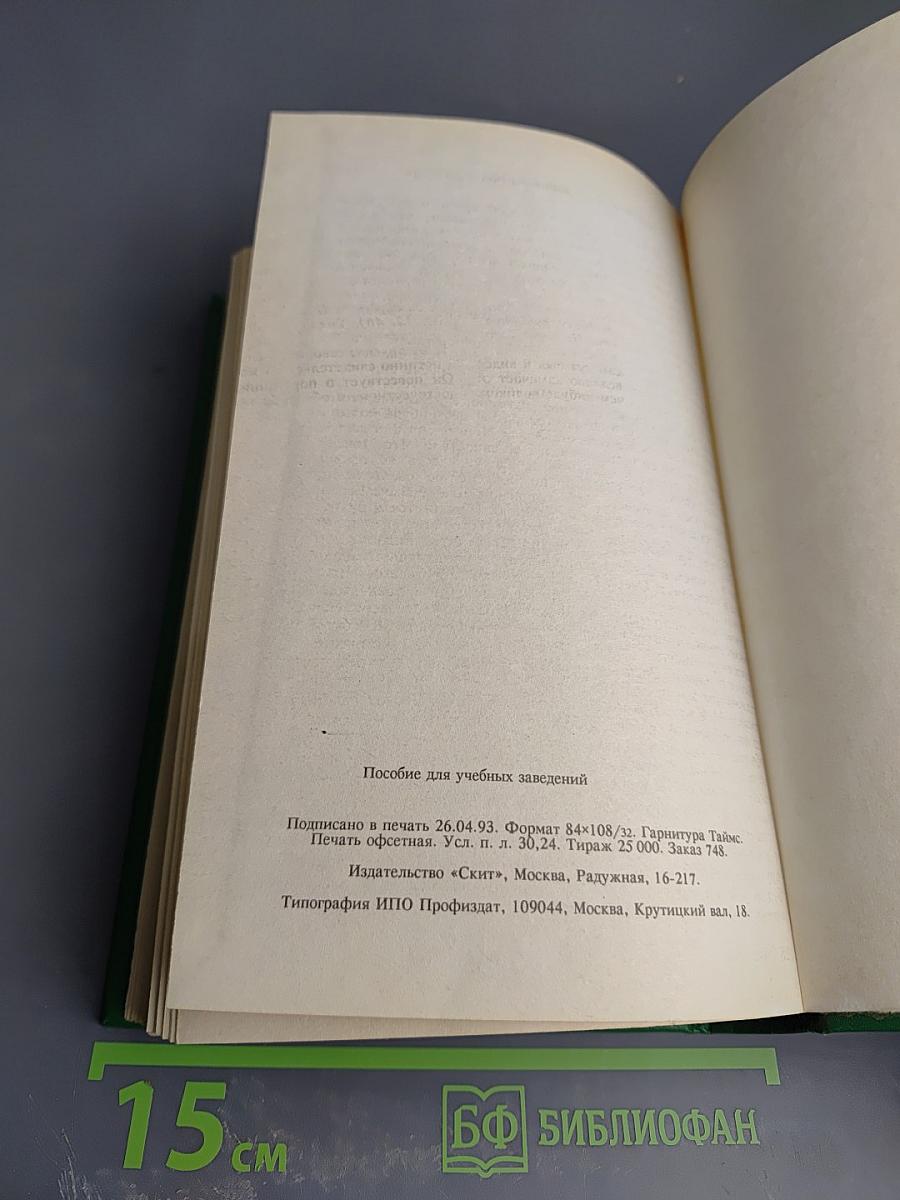 Пособие для учебных заведений
Подписано в печать 26.04.93. Формат 84×108/32. Гарнитура Таймс.
Печать офсетная. Усл. п. л. 30,24. Тираж 25 000. Заказ 748.
Издательство «Скит», Москва, Радужная, 16-217.
Типография ИПО Профиздат, 109044, Москва, Крутицкий вал, 18.
15 см
БФ БИБЛИОФАН